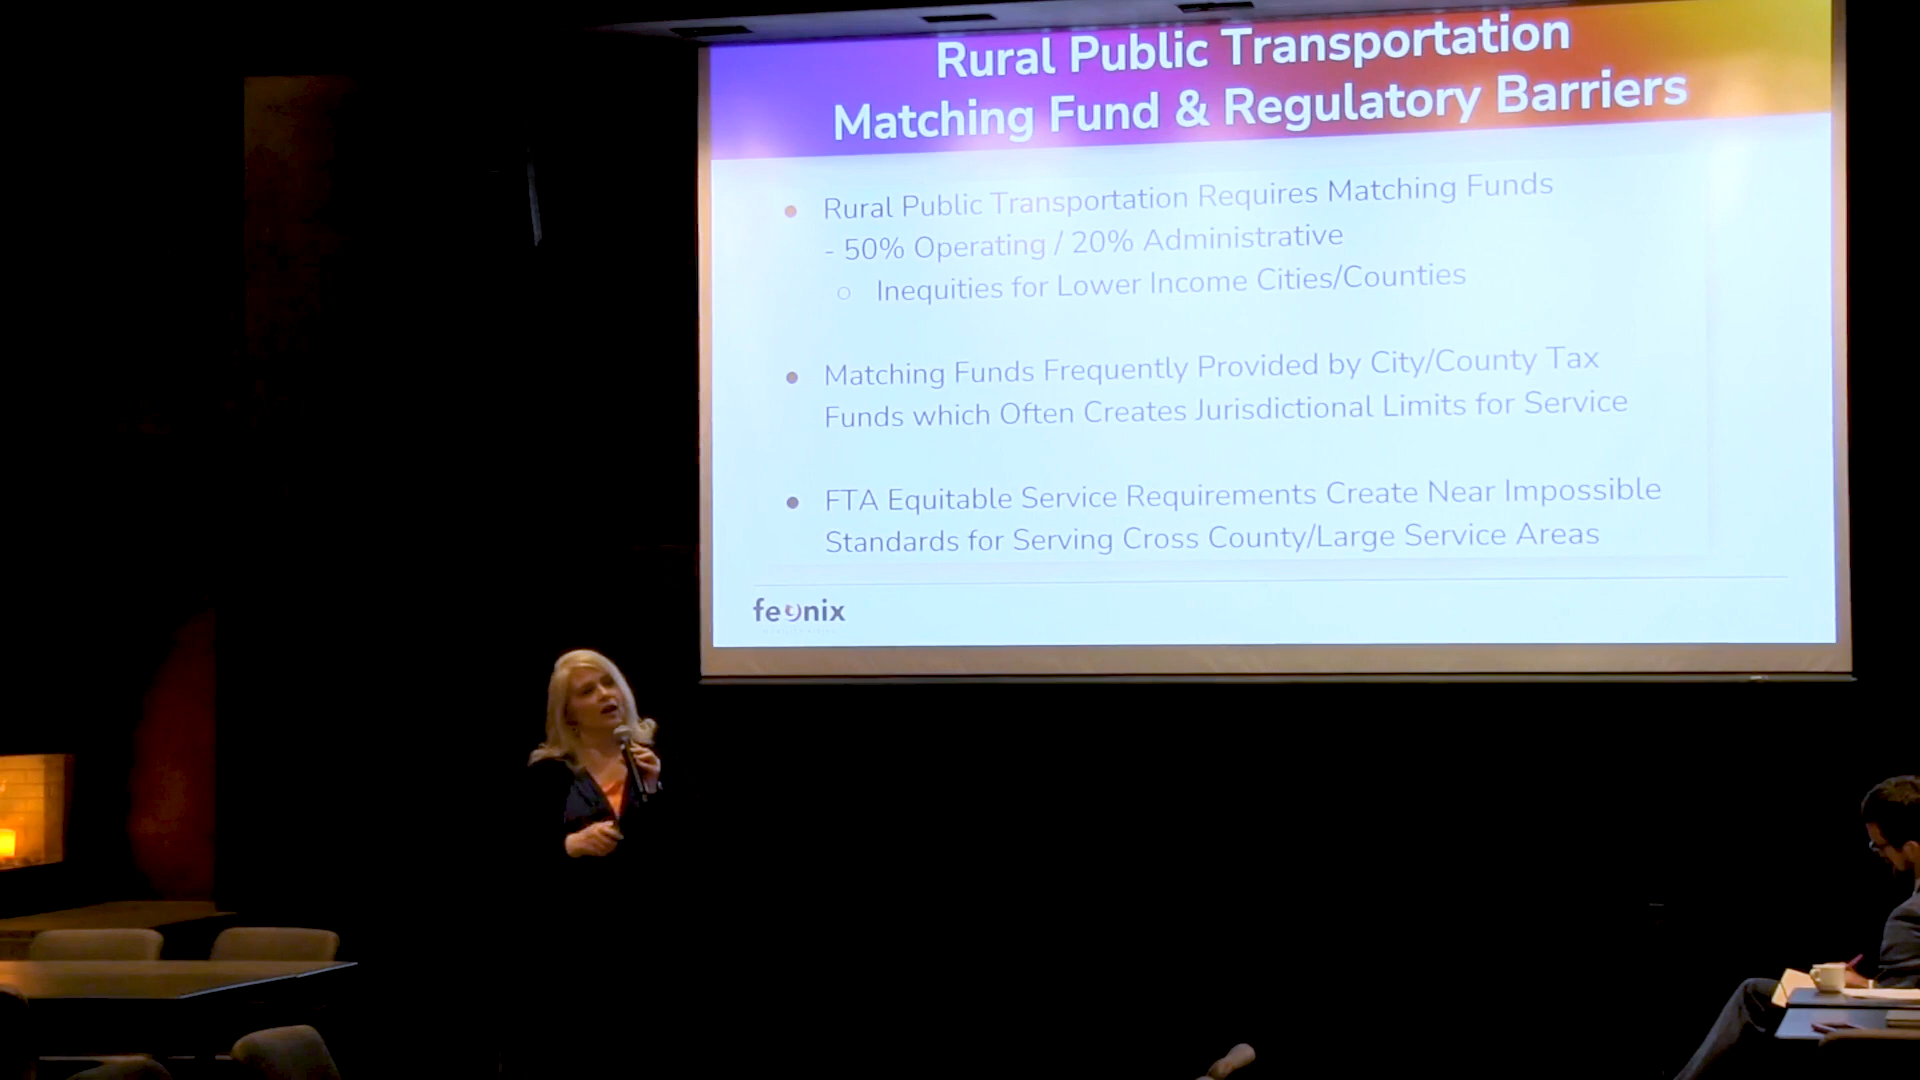 Rural Public Transportation
Matching Fund & Regulatory Barriers
● Rural Public Transportation Requires Matching Funds
- 50% Operating / 20% Administrative
○ Inequities for Lower Income Cities/Counties
● Matching Funds Frequently Provided by City/County Tax
Funds which Often Creates Jurisdictional Limits for Service
● FTA Equitable Service Requirements Create Near Impossible
Standards for Serving Cross County/Large Service Areas
feonix